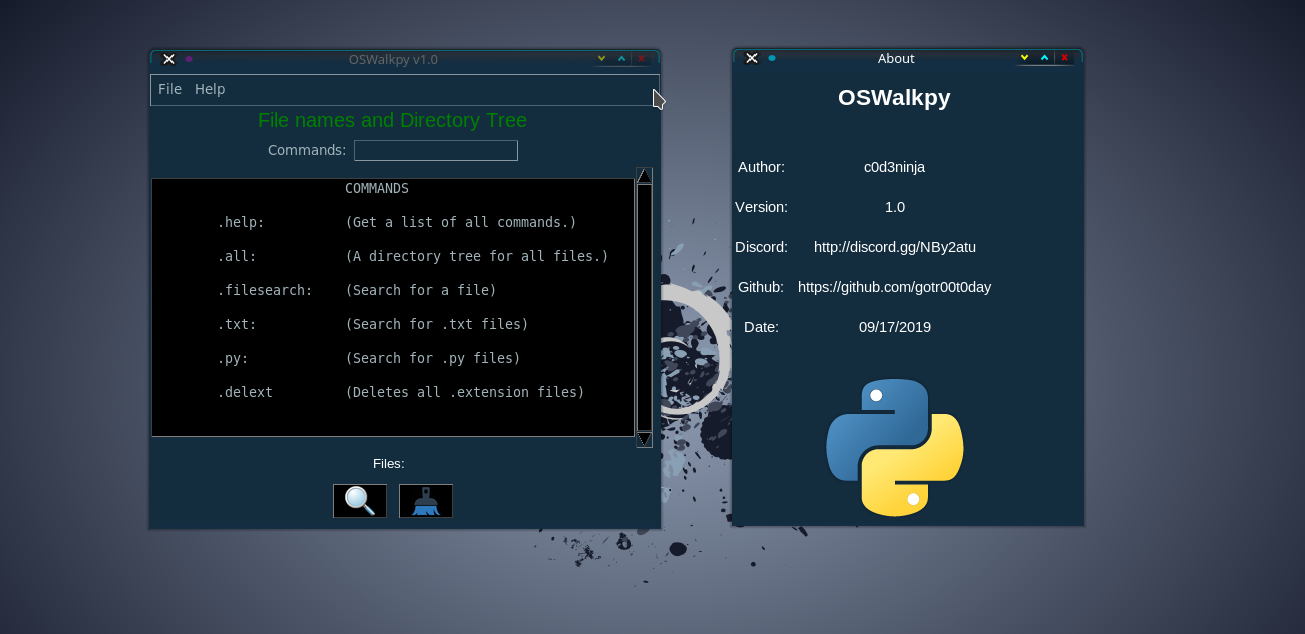 OSWalkpy v1.0
File Help
File names and Directory Tree
Commands:
COMMANDS
.help: (Get a list of all commands.)
.all: (A directory tree for all files.)
.filesearch: (Search for a file)
.txt: (Search for .txt files)
.py: (Search for .py files)
.delext (Deletes all .extension files)
Files:
About
OSWalkpy
Author: c0d3ninja
Version: 1.0
Discord: http://discord.gg/NBy2atu
Github: https://github.com/gotr00t0day
Date: 09/17/2019